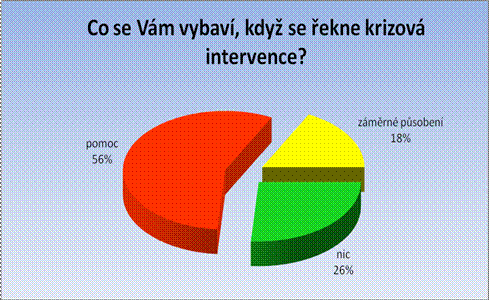 Co se Vám vybaví, když se řekne krizová
intervence?
záměrné působení
18%
pomoc
56%
nic
26%